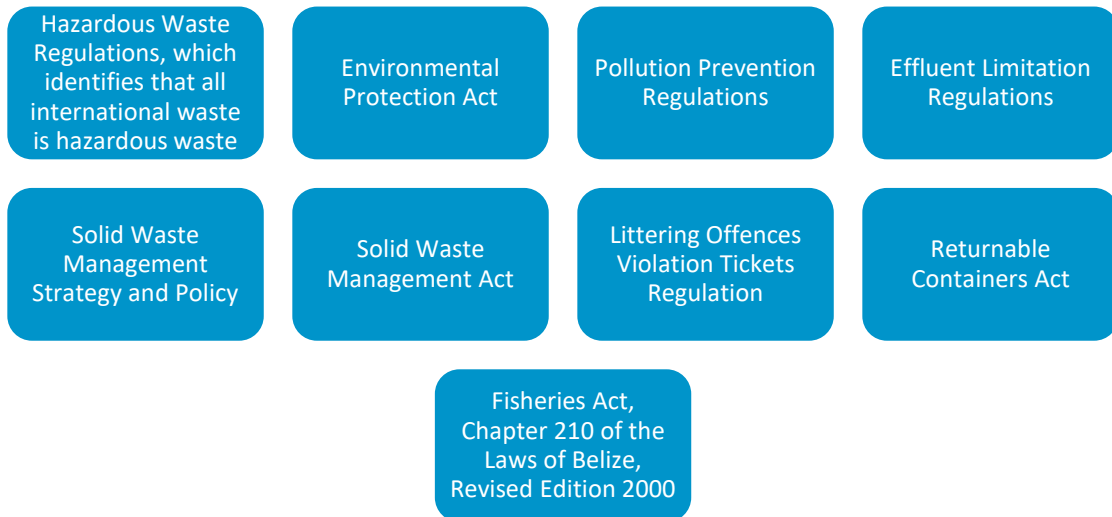 Hazardous Waste
Regulations, which
identifies that all
international waste
is hazardous waste
Environmental
Protection Act
Pollution Prevention
Regulations
Effluent Limitation
Regulations
Solid Waste
Management
Strategy and Policy
Solid Waste
Management Act
Littering Offences
Violation Tickets
Regulation
Returnable
Containers Act
Fisheries Act,
Chapter 210 of the
Laws of Belize,
Revised Edition 2000